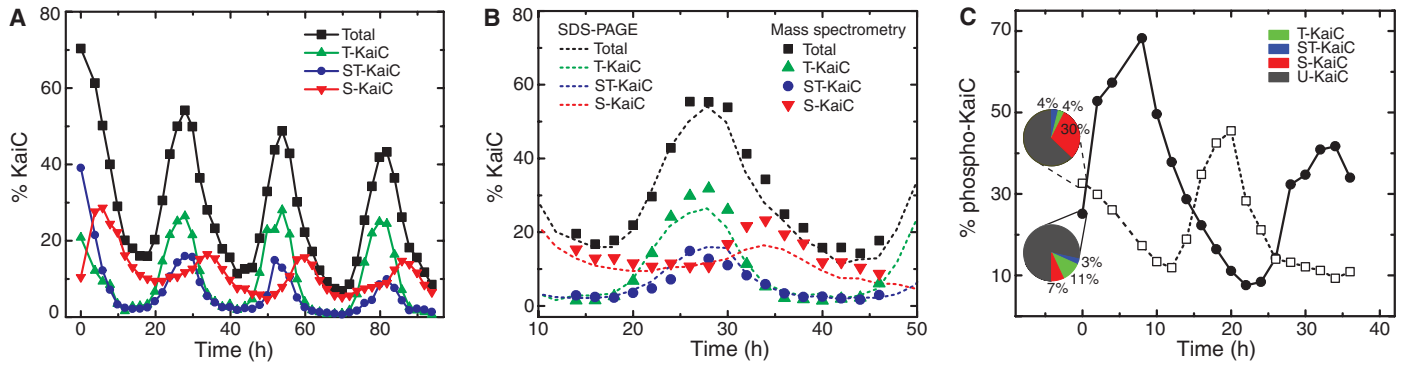 A
80
60
40
20
0
% KaiC
0
20
40
60
80
Time (h)
Total
T-KaiC
ST-KaiC
S-KaiC
B
80
60
40
20
0
% KaiC
10
20
30
40
50
Time (h)
SDS-PAGE
Total
T-KaiC
ST-KaiC
S-KaiC
Mass spectrometry
Total
T-KaiC
ST-KaiC
S-KaiC
C
70
50
30
10
% phospho-KaiC
0
10
20
30
40
Time (h)
T-KaiC
ST-KaiC
S-KaiC
U-KaiC
4%
4%
30%
3%
11%
7%